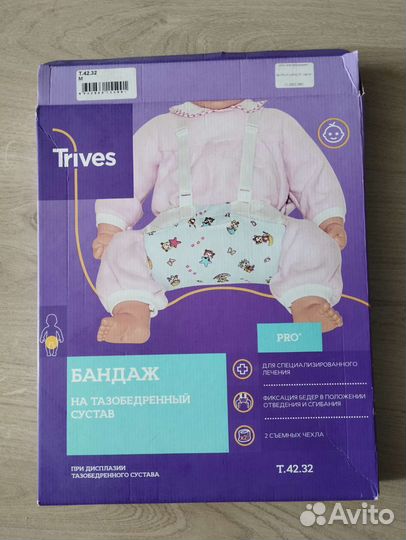 T.42.32
M
Trives
PRO®
БАНДАЖ
НА ТАЗОБЕДРЕННЫЙ
СУСТАВ
ДЛЯ СПЕЦИАЛИЗИРОВАННОГО
ЛЕЧЕНИЯ
ФИКСАЦИЯ БЕДЕР В ПОЛОЖЕНИИ
ОТВЕДЕНИЯ И СГИБАНИЯ
2 СЪЕМНЫХ ЧЕХЛА
ПРИ ДИСПЛАЗИИ
ТАЗОБЕДРЕННОГО СУСТАВА
T.42.32
Avito